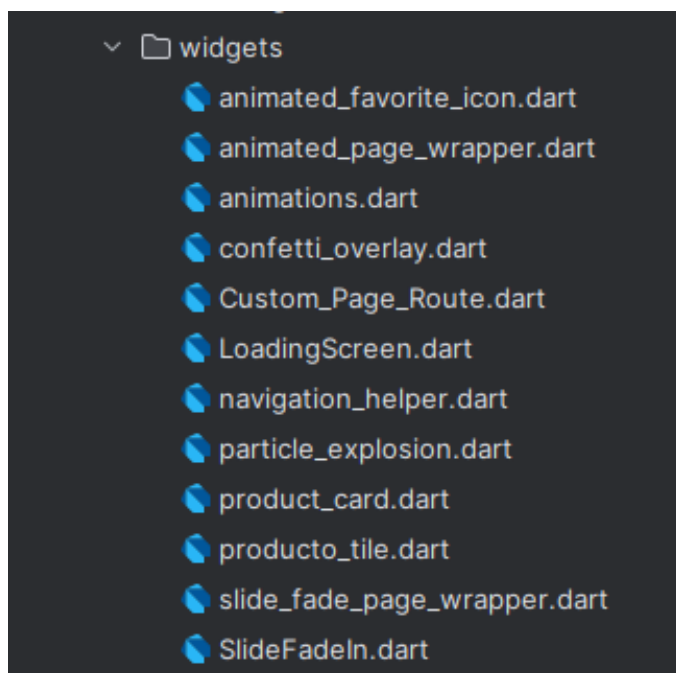 widgets
animated_favorite_icon.dart
animated_page_wrapper.dart
animations.dart
confetti_overlay.dart
Custom_Page_Route.dart
LoadingScreen.dart
navigation_helper.dart
particle_explosion.dart
product_card.dart
producto_tile.dart
slide_fade_page_wrapper.dart
SlideFadeIn.dart